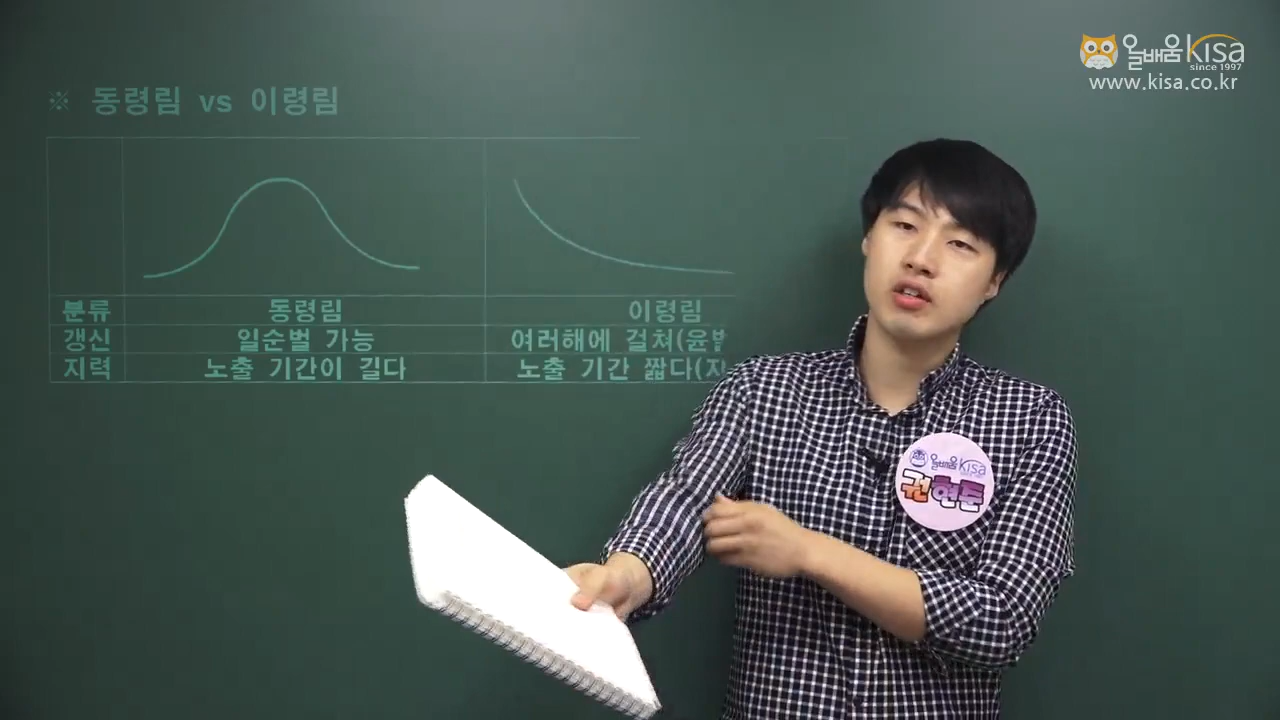 올배움kisa
since 1997
www.kisa.co.kr
※ 동령림 vs 이령림
분류 동령림 이령림
갱신 일순벌 가능 여러해에 걸쳐(윤벌
지력 노출 기간이 길다 노출 기간 짧다(지
올배움kisa
권현준